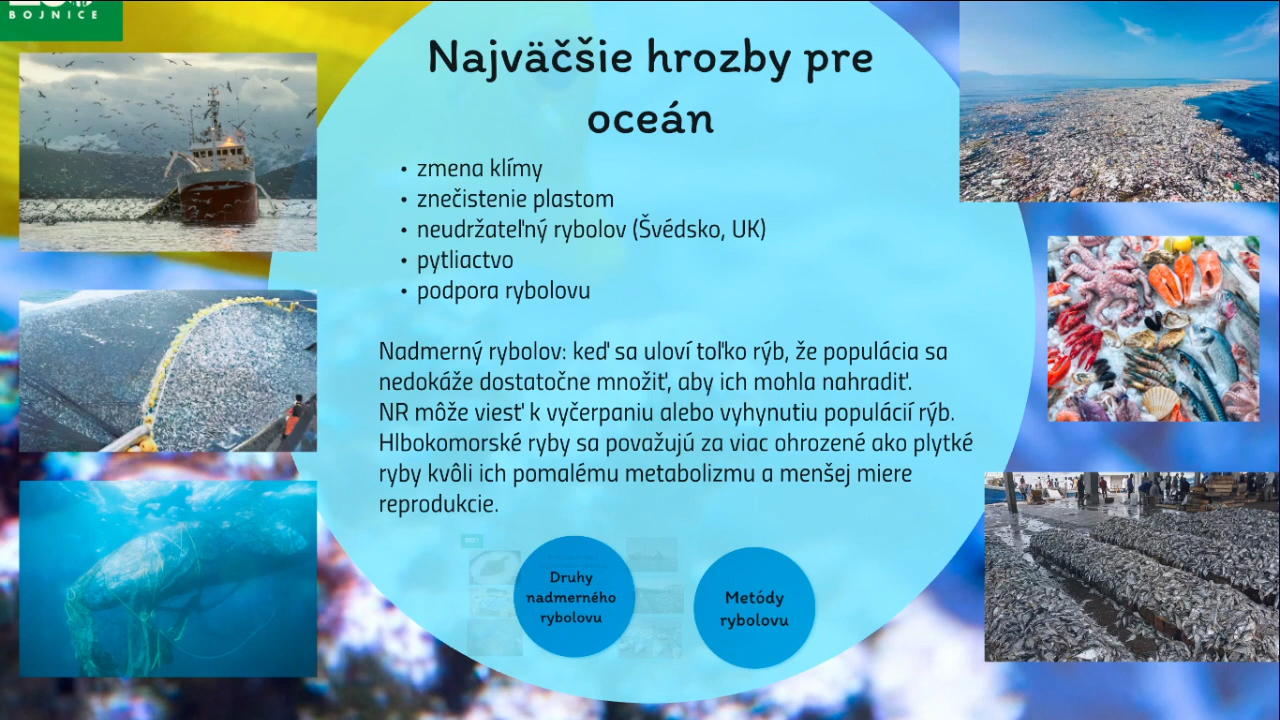 BOJNICE
Najväčšie hrozby pre
oceán
• zmena klímy
• znečistenie plastom
• neudržateľný rybolov (Švédsko, UK)
• pytliactvo
• podpora rybolovu
Nadmerný rybolov: keď sa uloví toľko rýb, že populácia sa
nedokáže dostatočne množiť, aby ich mohla nahradiť.
NR môže viesť k vyčerpaniu alebo vyhynutiu populácií rýb.
Hlbokomorské ryby sa považujú za viac ohrozené ako plytké
ryby kvôli ich pomalému metabolizmu a menšej miere
reprodukcie.
Druhy
nadmerného
rybolovu
Metódy
rybolovu